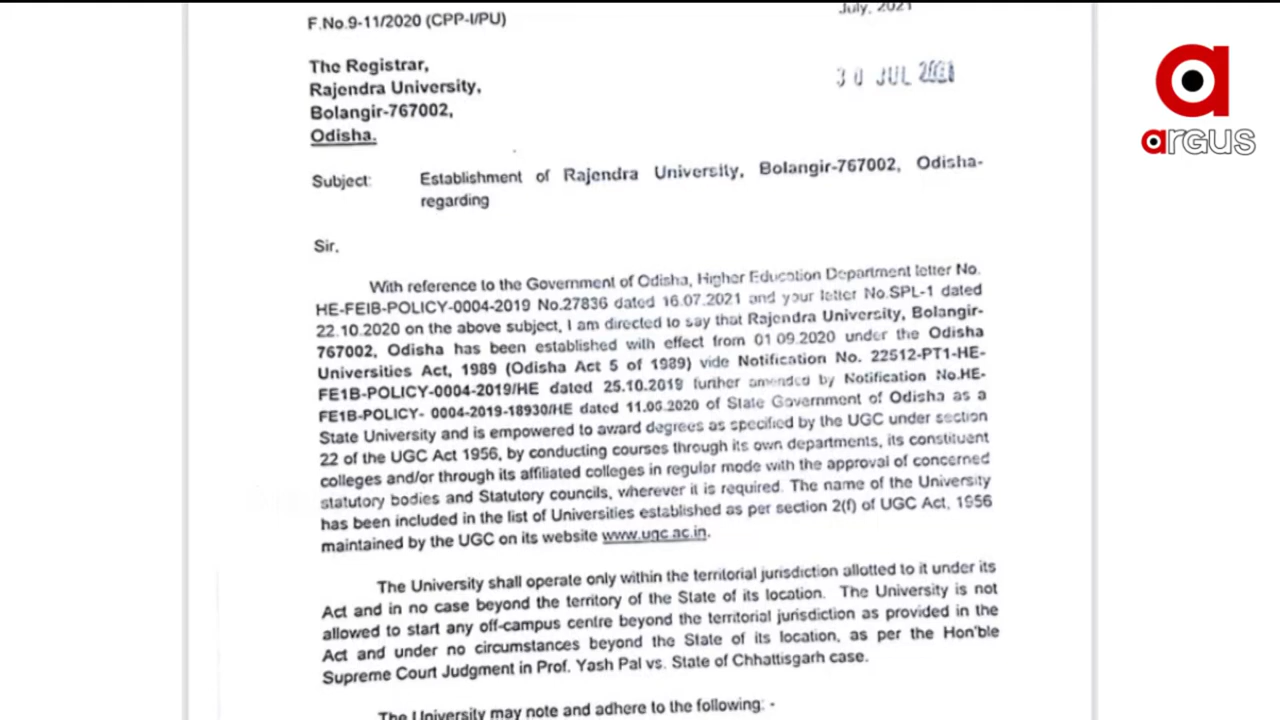 July, 2021
F.No.9-11/2020 (CPP-I/PU)
30 JUL 2021
The Registrar,
Rajendra University,
Bolangir-767002,
Odisha.
Subject: Establishment of Rajendra University, Bolangir-767002, Odisha-
regarding
Sir,
With reference to the Government of Odisha, Higher Education Department letter No.
HE-FEIB-POLICY-0004-2019 No.27836 dated 16.07.2021 and your letter No.SPL-1 dated
22.10.2020 on the above subject, I am directed to say that Rajendra University, Bolangir-
767002, Odisha has been established with effect from 01.09.2020 under the Odisha
Universities Act, 1989 (Odisha Act 5 of 1989) vide Notification No. 22512-PT1-HE-
FE1B-POLICY-0004-2019/HE dated 25.10.2019 further amended by Notification No.HE-
FE1B-POLICY- 0004-2019-18930/HE dated 11.06.2020 of State Government of Odisha as a
State University and is empowered to award degrees as specified by the UGC under section
22 of the UGC Act 1956, by conducting courses through its own departments, its constituent
colleges and/or through its affiliated colleges in regular mode with the approval of concerned
statutory bodies and Statutory councils, wherever it is required. The name of the University
has been included in the list of Universities established as per section 2(f) of UGC Act, 1956
maintained by the UGC on its website www.ugc.ac.in.
The University shall operate only within the territorial jurisdiction allotted to it under its
Act and in no case beyond the territory of the State of its location. The University is not
allowed to start any off-campus centre beyond the territorial jurisdiction as provided in the
Act and under no circumstances beyond the State of its location, as per the Hon'ble
Supreme Court Judgment in Prof. Yash Pal vs. State of Chhattisgarh case.
The University may note and adhere to the following: -
a
argus